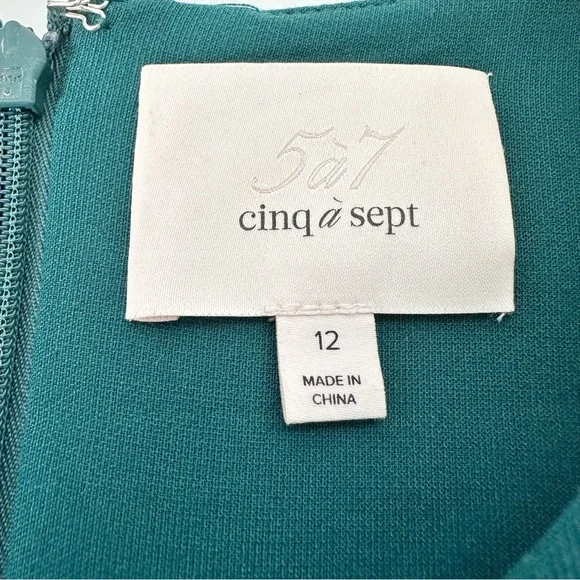 5à7
cinq à sept
12
MADE IN
CHINA